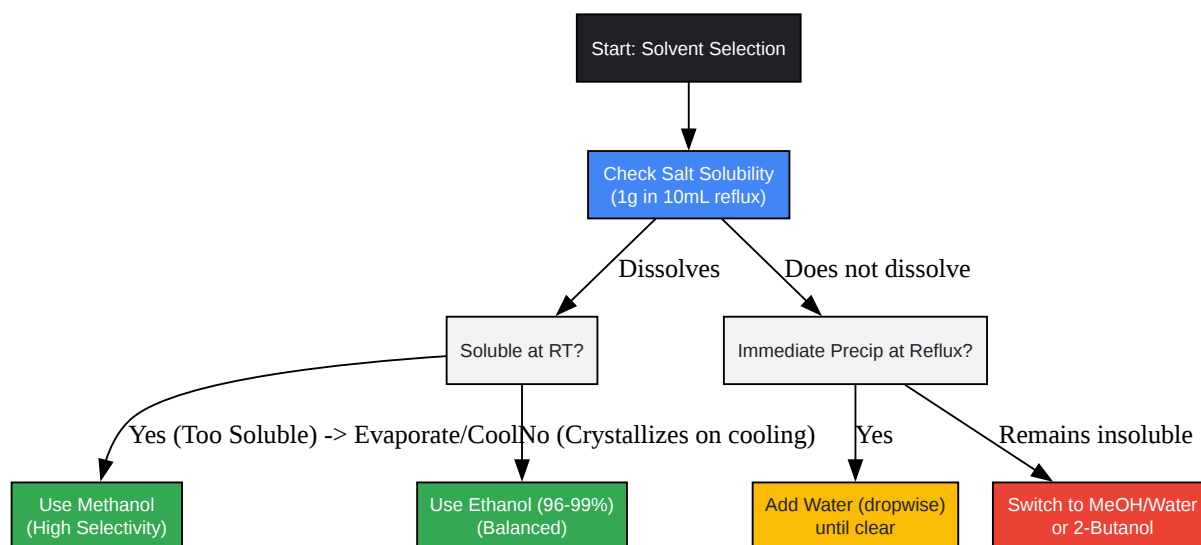 Start: Solvent Selection
Check Salt Solubility
(1g in 10mL reflux)
Dissolves
Does not dissolve
Soluble at RT?
Immediate Precip at Reflux?
Yes (Too Soluble) -> Evaporate/Cool
No (Crystallizes on cooling)
Yes
Remains insoluble
Use Methanol
(High Selectivity)
Use Ethanol (96-99%)
(Balanced)
Add Water (dropwise)
until clear
Switch to MeOH/Water
or 2-Butanol